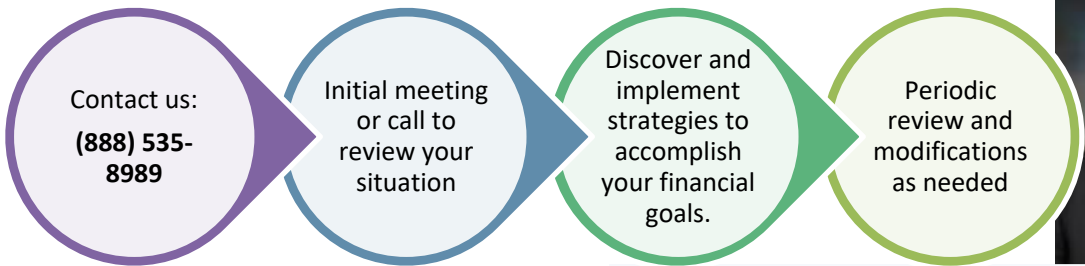 Contact us:
(888) 535-
8989
Initial meeting
or call to
review your
situation
Discover and
implement
strategies to
accomplish
your financial
goals.
Periodic
review and
modifications
as needed